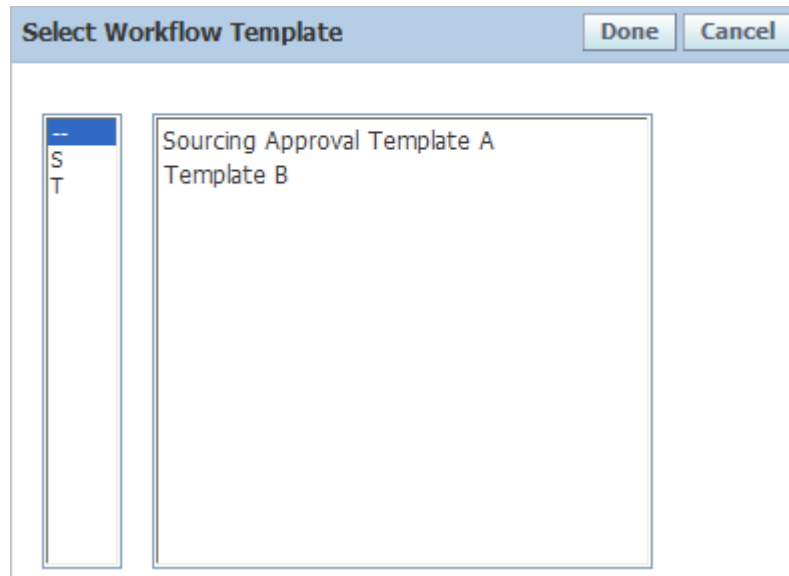 Select Workflow Template
Done
Cancel
--
S
T
Sourcing Approval Template A
Template B